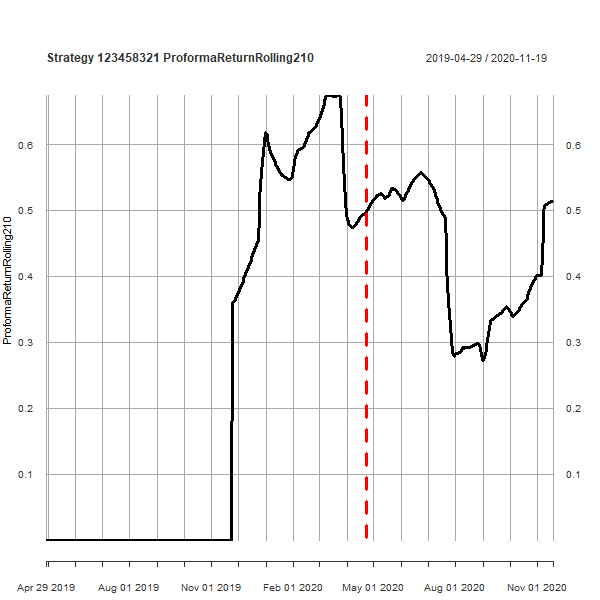 Strategy 123458321 ProformaReturnRolling210
2019-04-29 / 2020-11-19
ProformaReturnRolling210
0.6 0.6
0.5 0.5
0.4 0.4
0.3 0.3
0.2 0.2
0.1 0.1
Apr 29 2019 Aug 01 2019 Nov 01 2019 Feb 01 2020 May 01 2020 Aug 01 2020 Nov 01 2020